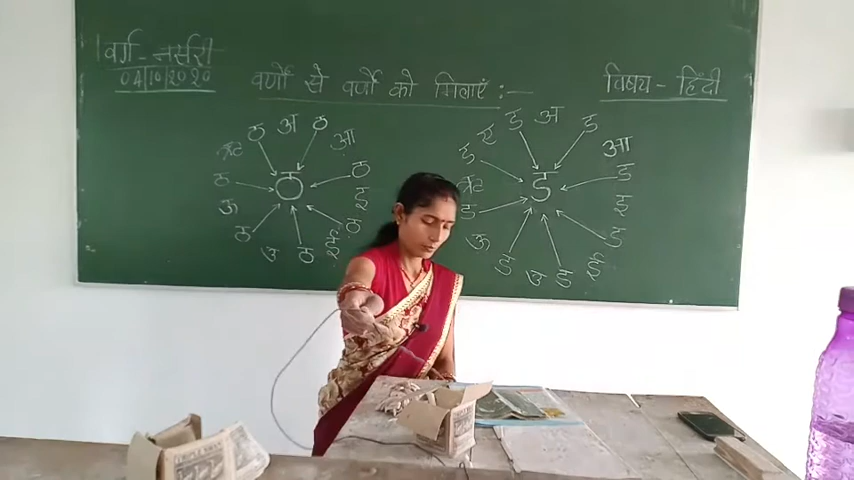 वर्ग - नर्सरी
04/10/2020
वर्णों से वर्णों का मिलाएं :-
विषय - हिंदी
ठ अ ठ
आ
ऋ
ठ
ठ
ठ
इ
ऊ
ठ
ठ
उ
ठ
ई
ए ड अ ड
ड
आ
ऋ
ड
ड
ड
इ
ऊ
ड
ड
उ
ड
ई